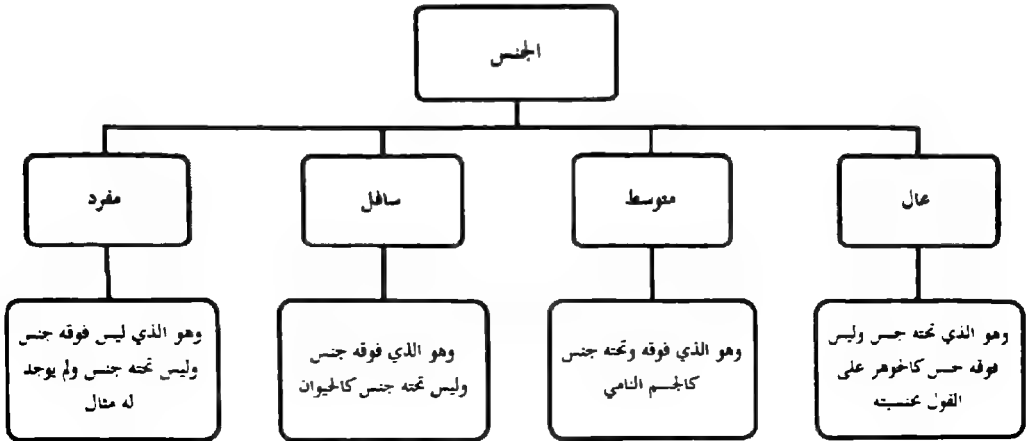 الجنس
عال
متوسط
سافل
مفرد
وهو الذي تحته جنس وليس
فوقه جنس كالجوهر على
القول بجنسيته
وهو الذي فوقه وتحته جنس
كالجسم النامي
وهو الذي فوقه جنس
وليس تحته جنس كالحيوان
وهو الذي ليس فوقه جنس
وليس تحته جنس ولم يوجد
له مثال